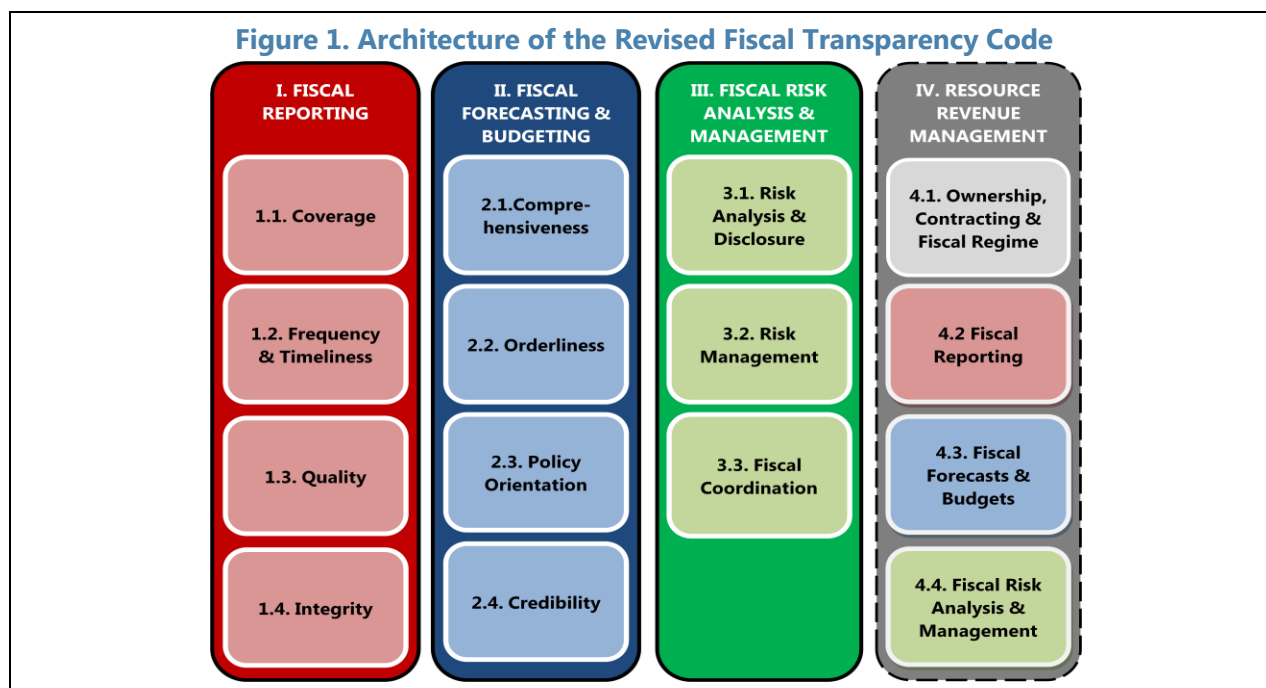 Figure 1. Architecture of the Revised Fiscal Transparency Code
I. FISCAL
REPORTING
1.1. Coverage
1.2. Frequency
& Timeliness
1.3. Quality
1.4. Integrity
II. FISCAL
FORECASTING &
BUDGETING
2.1.Compre-
hensiveness
2.2. Orderliness
2.3. Policy
Orientation
2.4. Credibility
III. FISCAL RISK
ANALYSIS &
MANAGEMENT
3.1. Risk
Analysis &
Disclosure
3.2. Risk
Management
3.3. Fiscal
Coordination
IV. RESOURCE
REVENUE
MANAGEMENT
4.1. Ownership,
Contracting &
Fiscal Regime
4.2 Fiscal
Reporting
4.3. Fiscal
Forecasts &
Budgets
4.4. Fiscal Risk
Analysis &
Management